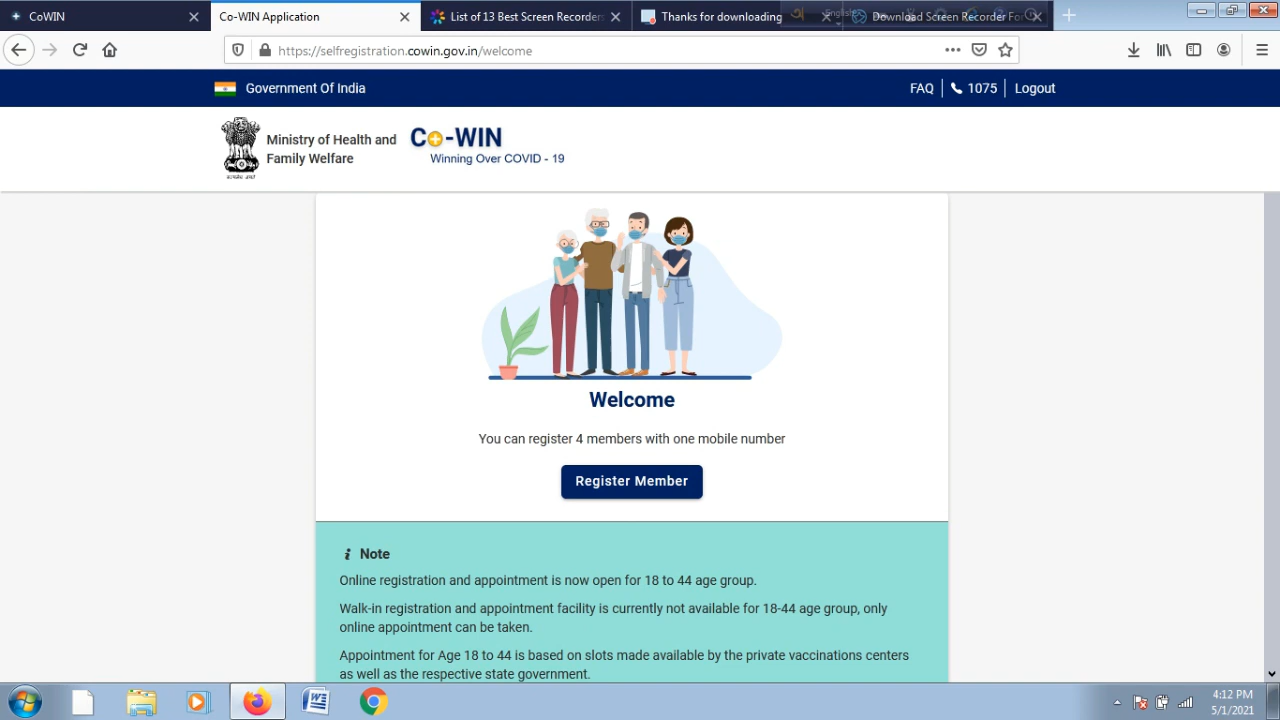 CoWIN
Co-WIN Application
List of 13 Best Screen Recorders
Thanks for downloading
Download Screen Recorder For
English
https://selfregistration.cowin.gov.in/welcome
Government Of India
FAQ
1075
Logout
Ministry of Health and
Family Welfare
Co-WIN
Winning Over COVID - 19
Welcome
You can register 4 members with one mobile number
Register Member
i Note
Online registration and appointment is now open for 18 to 44 age group.
Walk-in registration and appointment facility is currently not available for 18-44 age group, only
online appointment can be taken.
Appointment for Age 18 to 44 is based on slots made available by the private vaccinations centers
as well as the respective state government.
4:12 PM
5/1/2021